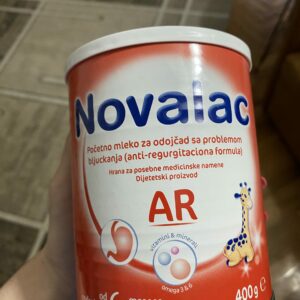 Novalac
Početno mleko za odojčad sa problemom
bljuckanja (anti-regurgitaciona formula)
Hrana za posebne medicinske namene
Dijetetski proizvod
AR
vitamini & minerali
omega 3 & 6
400g e
od